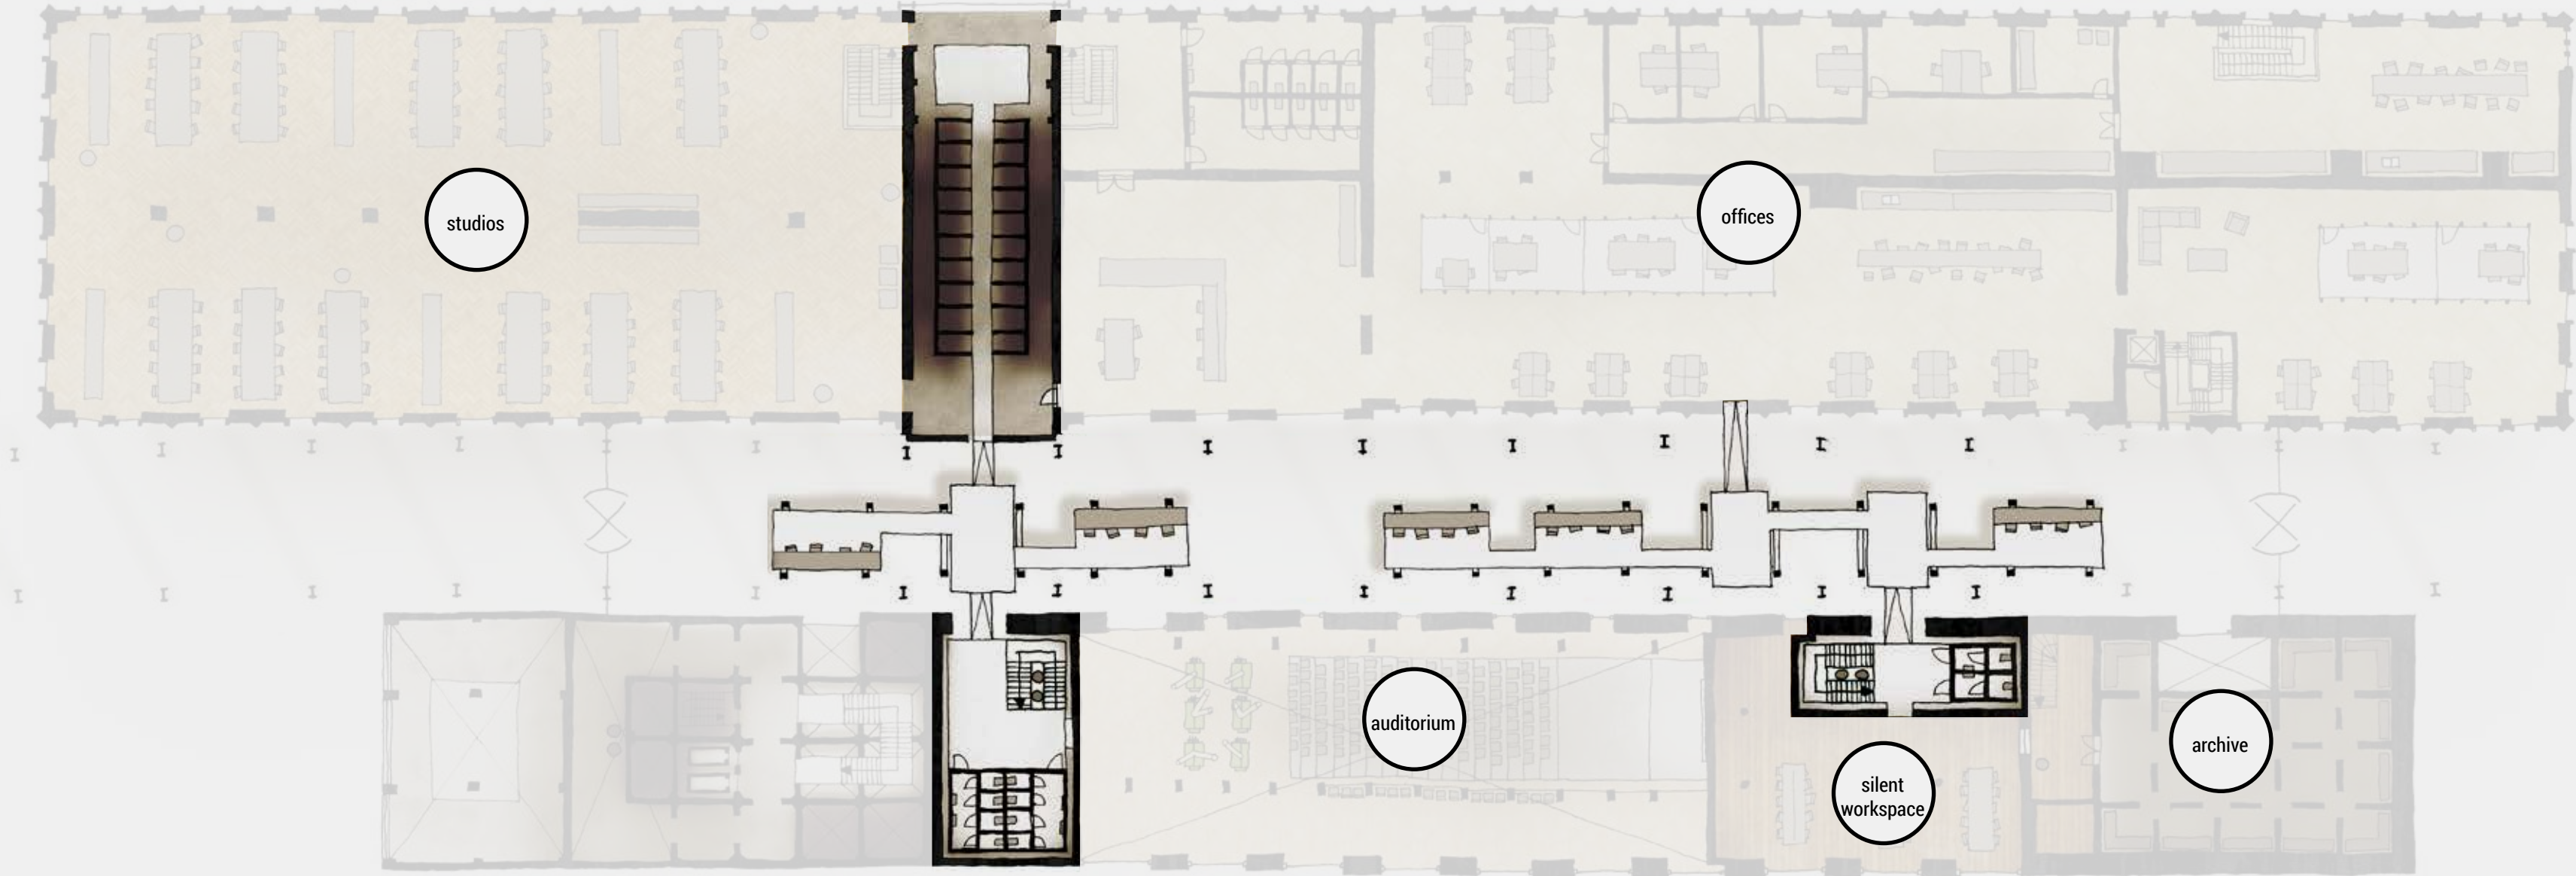 studios
offices
auditorium
silent
workspace
archive